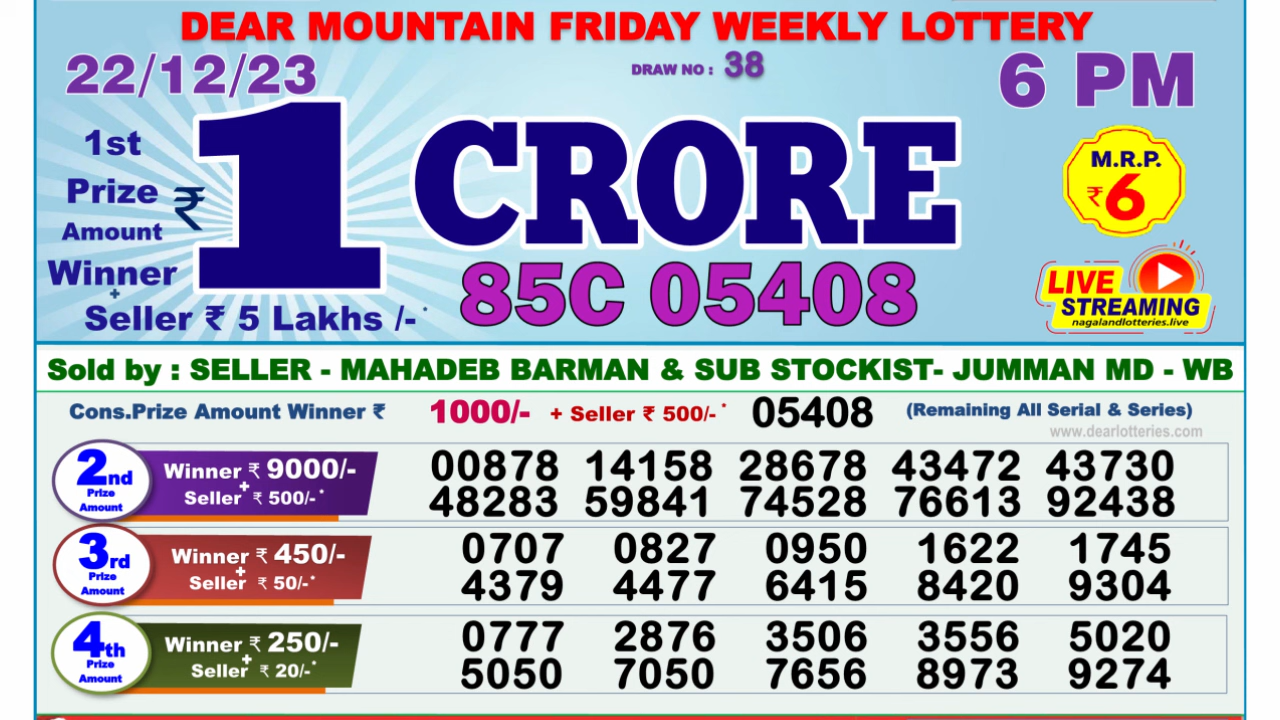 DEAR MOUNTAIN FRIDAY WEEKLY LOTTERY
22/12/23
DRAW NO : 38
6 PM
1st
Prize
Amount
Winner
+
Seller ₹ 5 Lakhs /-*
₹ 1 CRORE
85C 05408
M.R.P.
₹6
LIVE
STREAMING
nagalandlotteries.live
Sold by : SELLER - MAHADEB BARMAN & SUB STOCKIST- JUMMAN MD - WB
Cons.Prize Amount Winner ₹ 1000/- + Seller ₹ 500/-* 05408 (Remaining All Serial & Series)
www.dearlotteries.com
2nd
Prize
Amount
Winner ₹ 9000/-
+
Seller ₹ 500/-*
00878 14158 28678 43472 43730
48283 59841 74528 76613 92438
3rd
Prize
Amount
Winner ₹ 450/-
+
Seller ₹ 50/-*
0707 0827 0950 1622 1745
4379 4477 6415 8420 9304
4th
Prize
Amount
Winner ₹ 250/-
+
Seller ₹ 20/-*
0777 2876 3506 3556 5020
5050 7050 7656 8973 9274